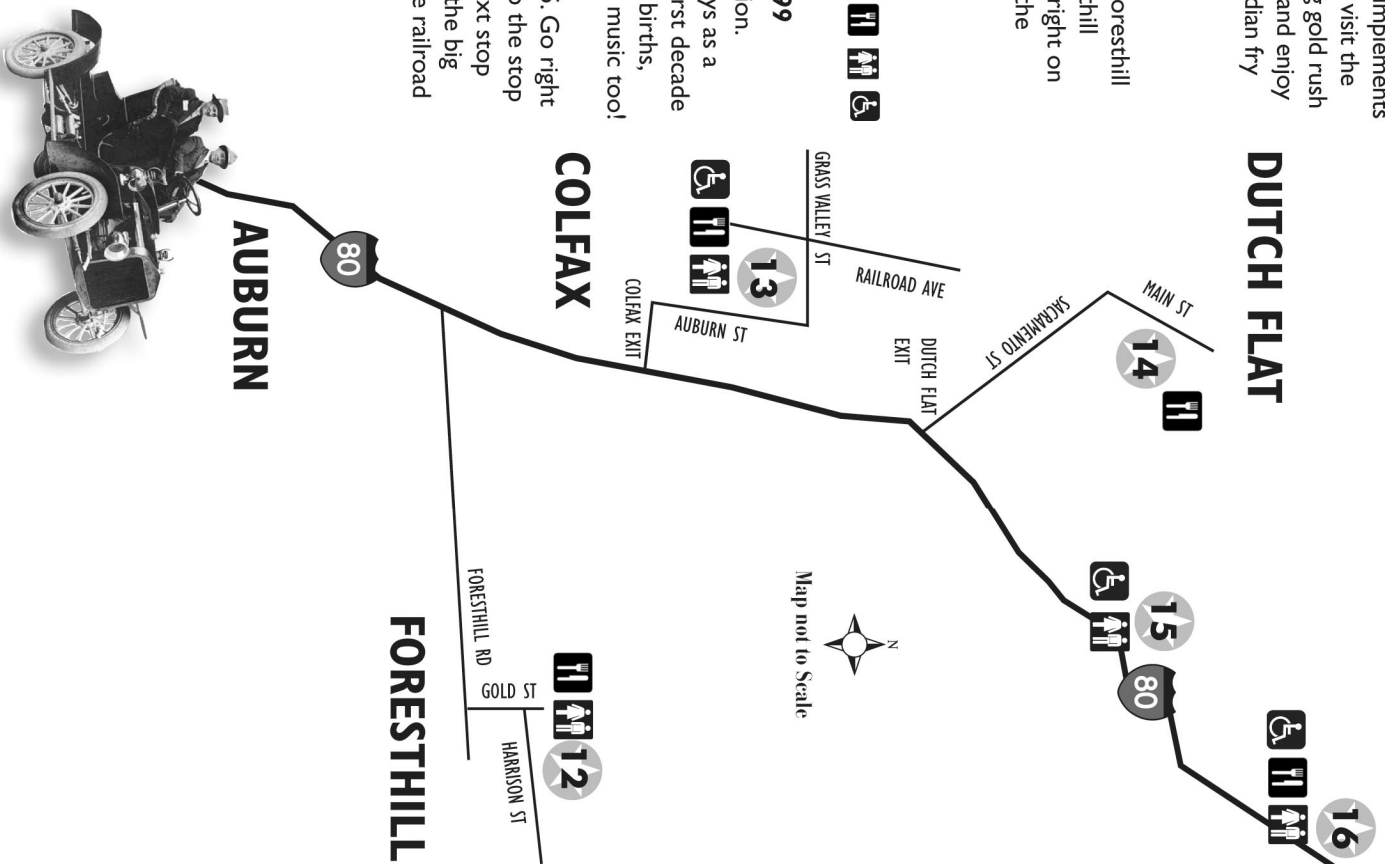 implements
visit the
g gold rush
and enjoy
dian fry
oresthill
hill
right on
the
99
ion.
ys as a
rst decade
births,
music too!
5. Go right
o the stop
xt stop
the big
e railroad
DUTCH FLAT
MAIN ST
14
SACRAMENTO ST
DUTCH FLAT
EXIT
RAILROAD AVE
GRASS VALLEY ST
13
AUBURN ST
COLFAX EXIT
COLFAX
80
AUBURN
16
15
80
N
Map not to Scale
12
HARRISON ST
GOLD ST
FORESTHILL RD
FORESTHILL